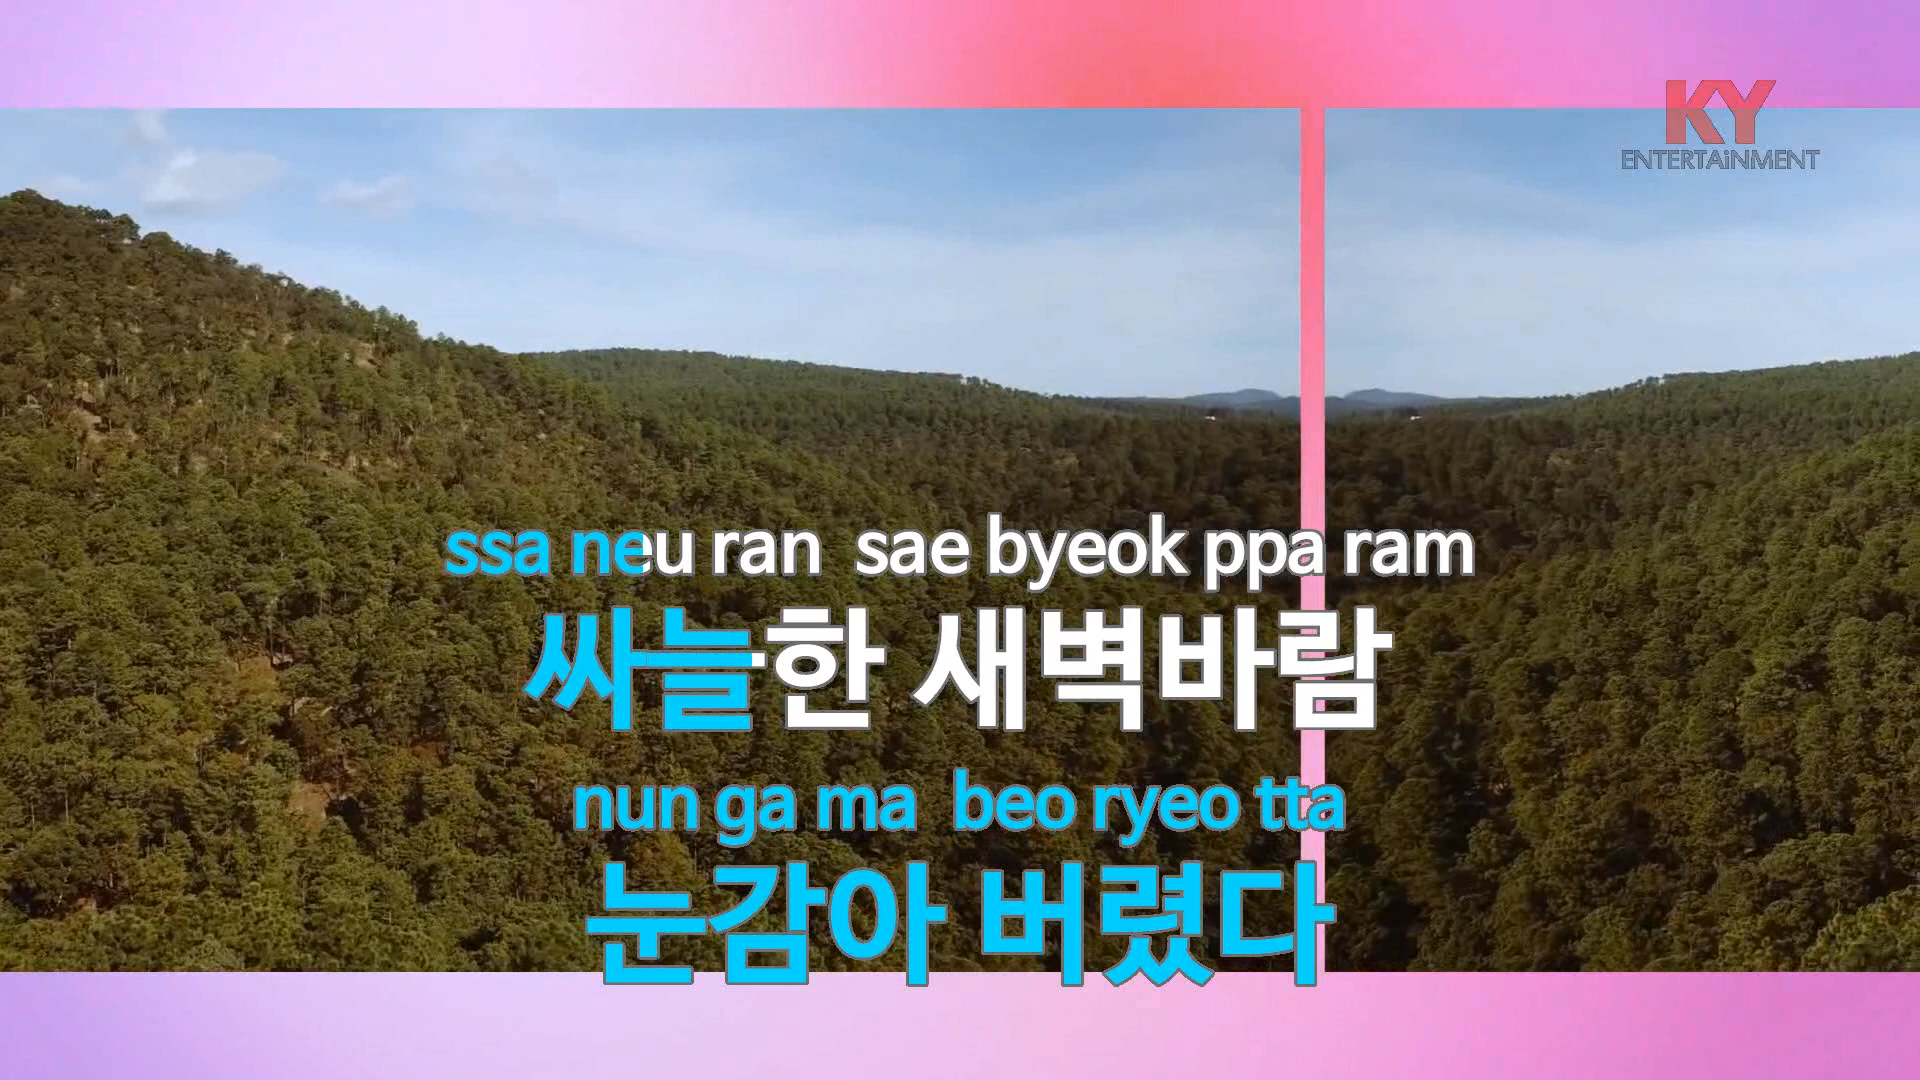 KY
ENTERTAiNMENT
ssa neu ran sae byeok ppa ram
싸늘한 새벽바람
nun ga ma beo ryeo tta
눈감아 버렸다